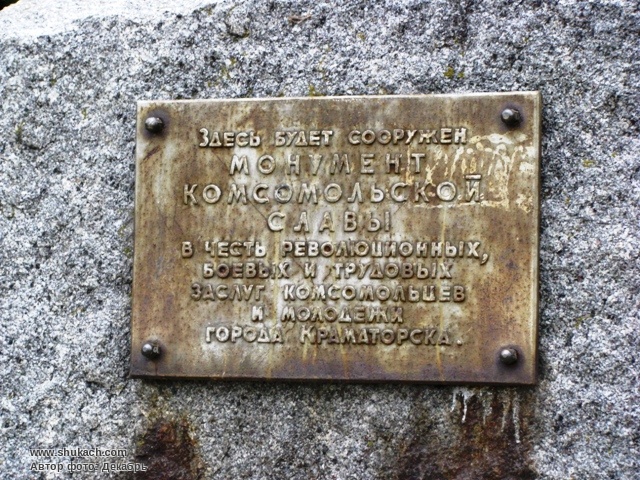 Здесь будет сооружен
МОНУМЕНТ
КОМСОМОЛЬСКОЙ
СЛАВЫ
в честь революционных,
боевых и трудовых
заслуг комсомольцев
и молодежи
города Краматорска.
www.shukach.com
Автор фото: Декабрь